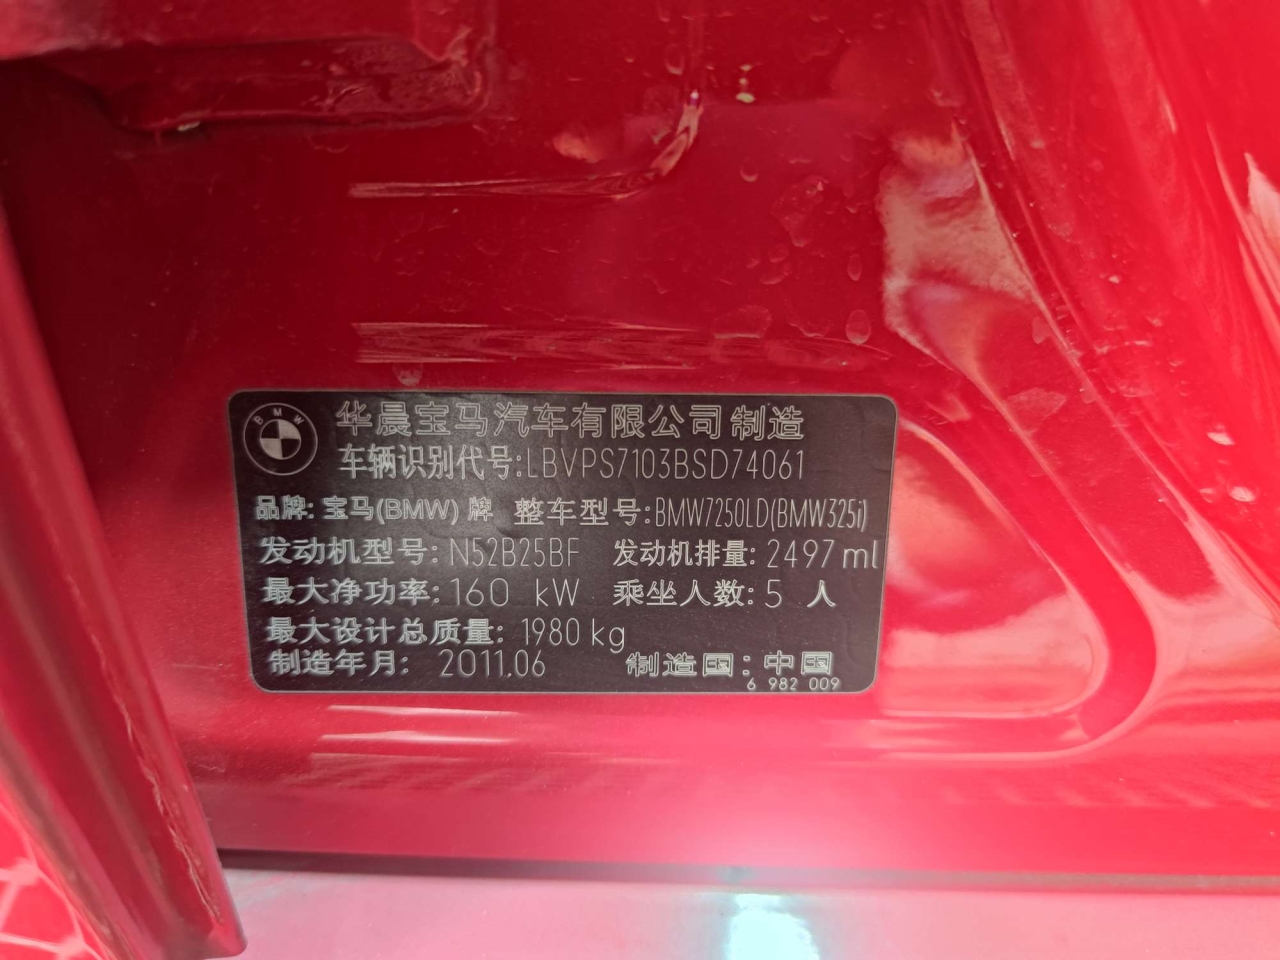 BMW
华晨宝马汽车有限公司制造
车辆识别代号:LBVPS7103BSD74061
品牌:宝马(BMW)牌 整车型号:BMW7250LD(BMW325i)
发动机型号:N52B25BF 发动机排量:2497ml
最大净功率:160 kW 乘坐人数:5 人
最大设计总质量:1980kg
制造年月:2011.06 制造国:中国
6 982 009